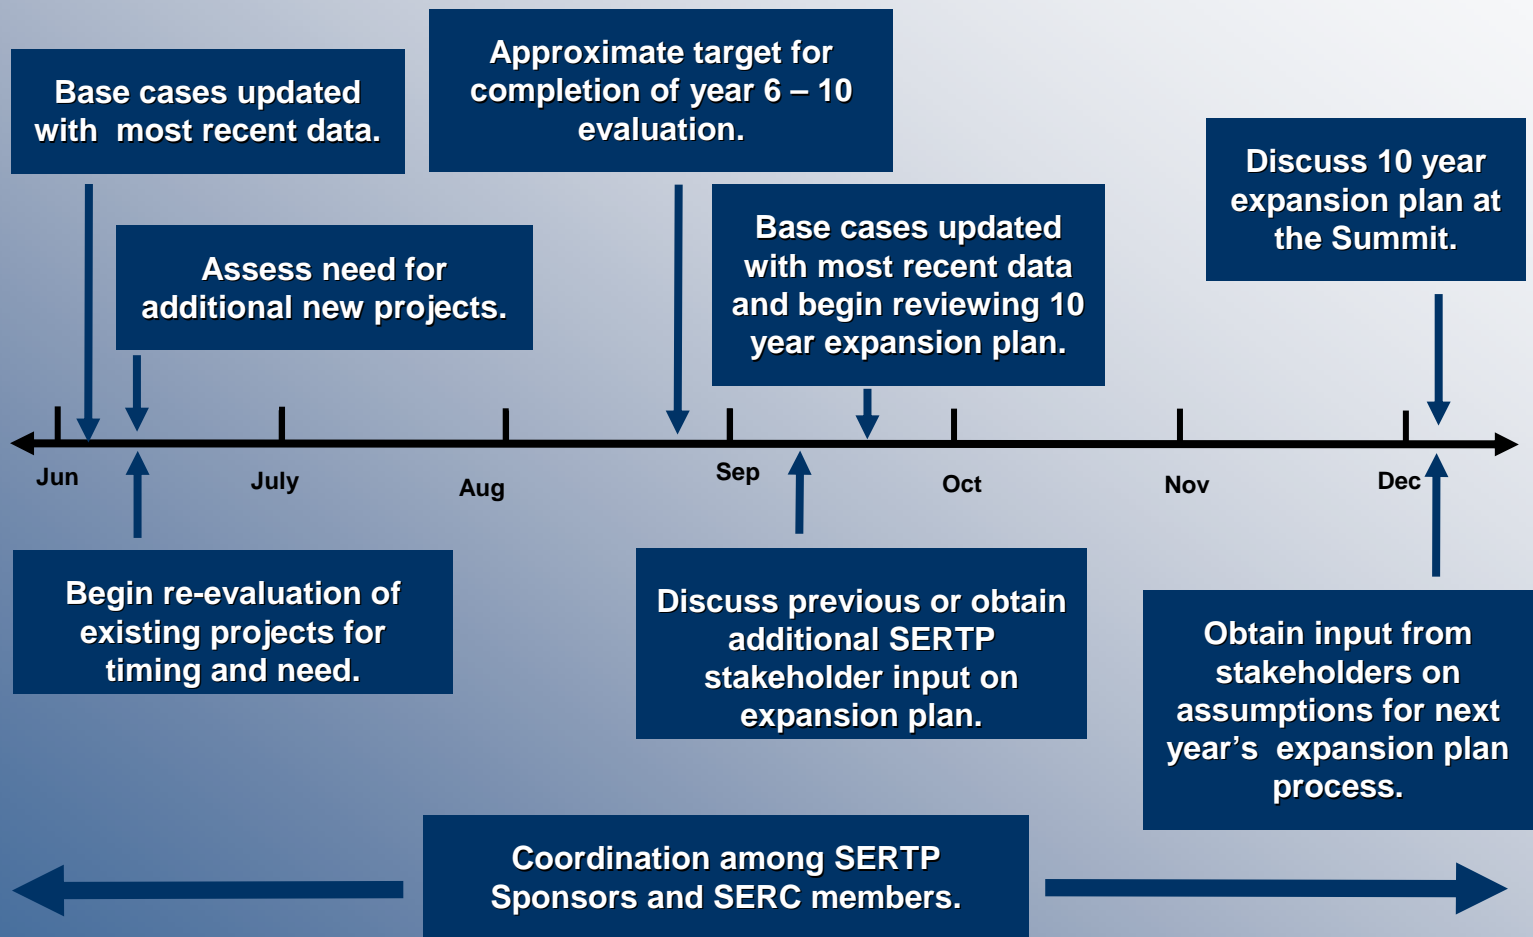 Approximate target for
completion of year 6 – 10
evaluation.
Base cases updated
with  most recent data.
Discuss 10 year
expansion plan at
the Summit.
Base cases updated
with most recent data
and begin reviewing 10
year expansion plan.
Assess need for
additional new projects.
Jun
July
Aug
Sep
Oct
Nov
Dec
Begin re-evaluation of
existing projects for
timing and need.
Discuss previous or obtain
additional SERTP
stakeholder input on
expansion plan.
Obtain input from
stakeholders on
assumptions for next
year’s  expansion plan
process.
Coordination among SERTP
Sponsors and SERC members.